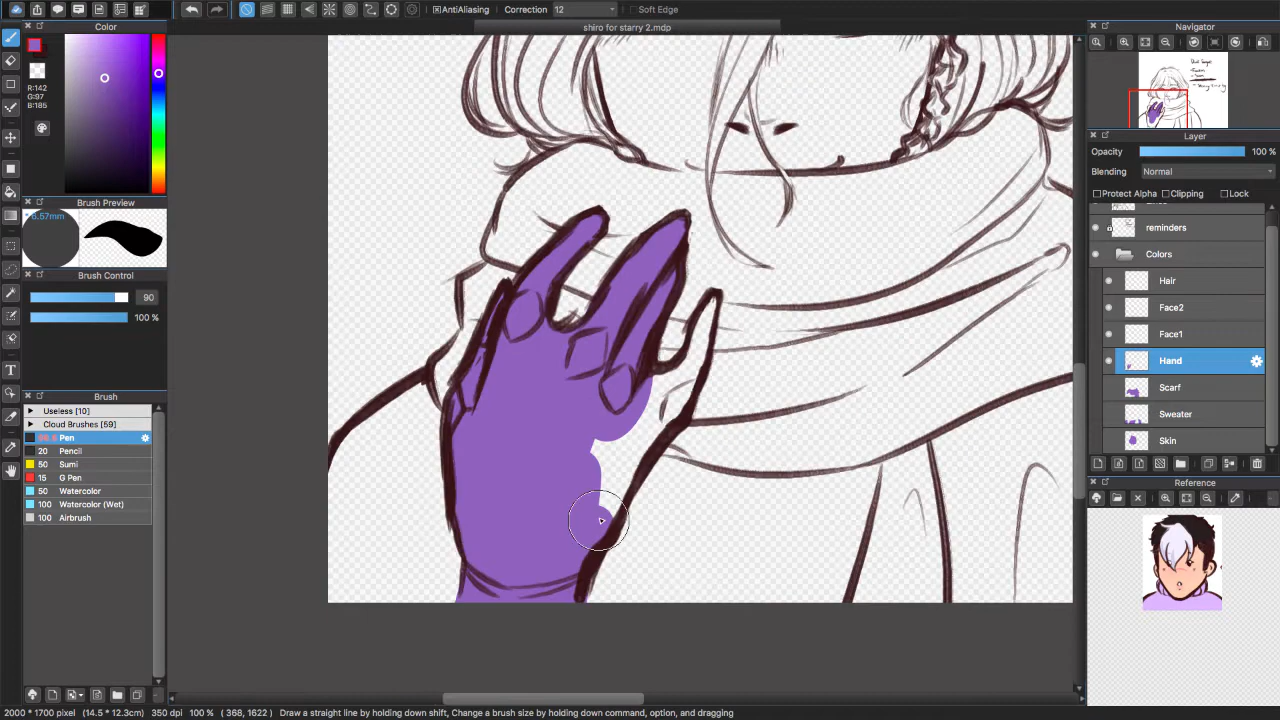 AntiAliasing Correction 12 Soft Edge
shiro for starry 2.mdp
Color
R:142
G:97
B:185
Brush Preview
Brush Control
90
100 %
Brush
Useless [10]
Cloud Brushes [59]
Pen
20 Pencil
50 Sumi
15 G Pen
50 Watercolor
100 Watercolor (Wet)
100 Airbrush
2000 * 1700 pixel (14.5 * 12.3cm) 350 dpi 100 % ( 368, 1622 ) Draw a straight line by holding down shift, Change a brush size by holding down command, option, and dragging
Navigator
Layer
Opacity 100 %
Blending Normal
Protect Alpha Clipping Lock
reminders
Colors
Hair
Face2
Face1
Hand
Scarf
Sweater
Skin
Reference